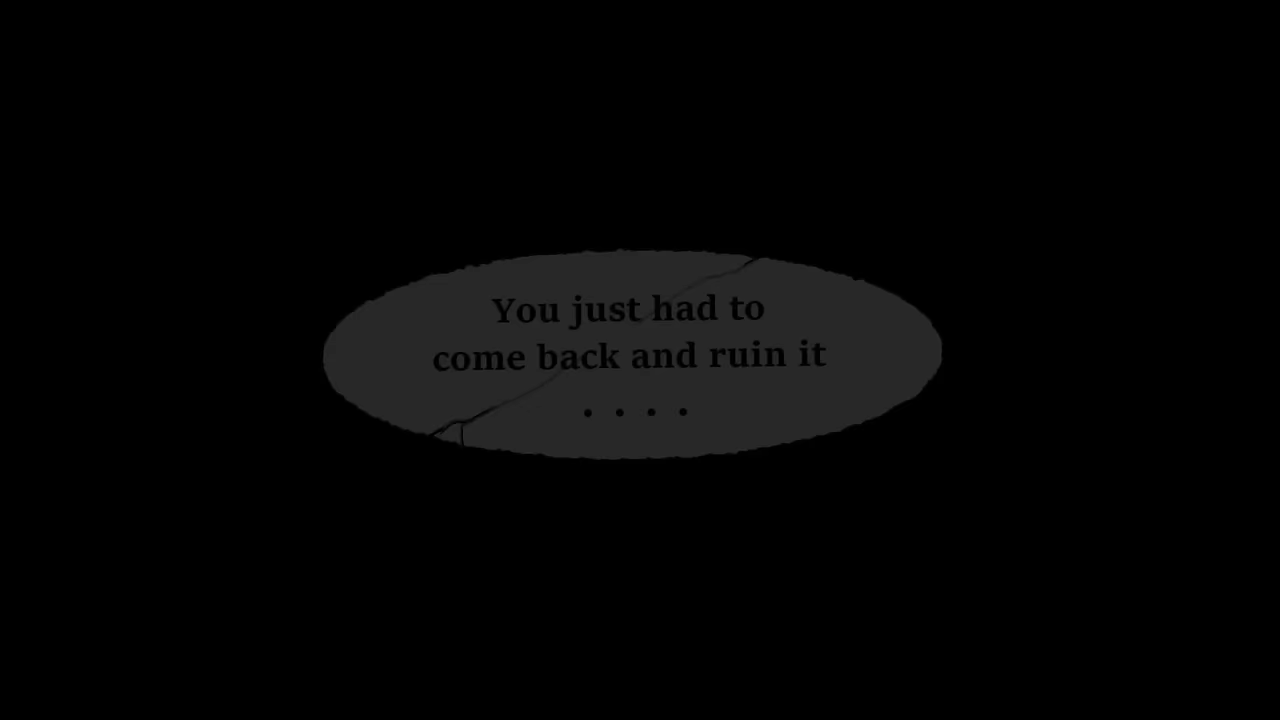 You just had to
come back and ruin it
. . . .